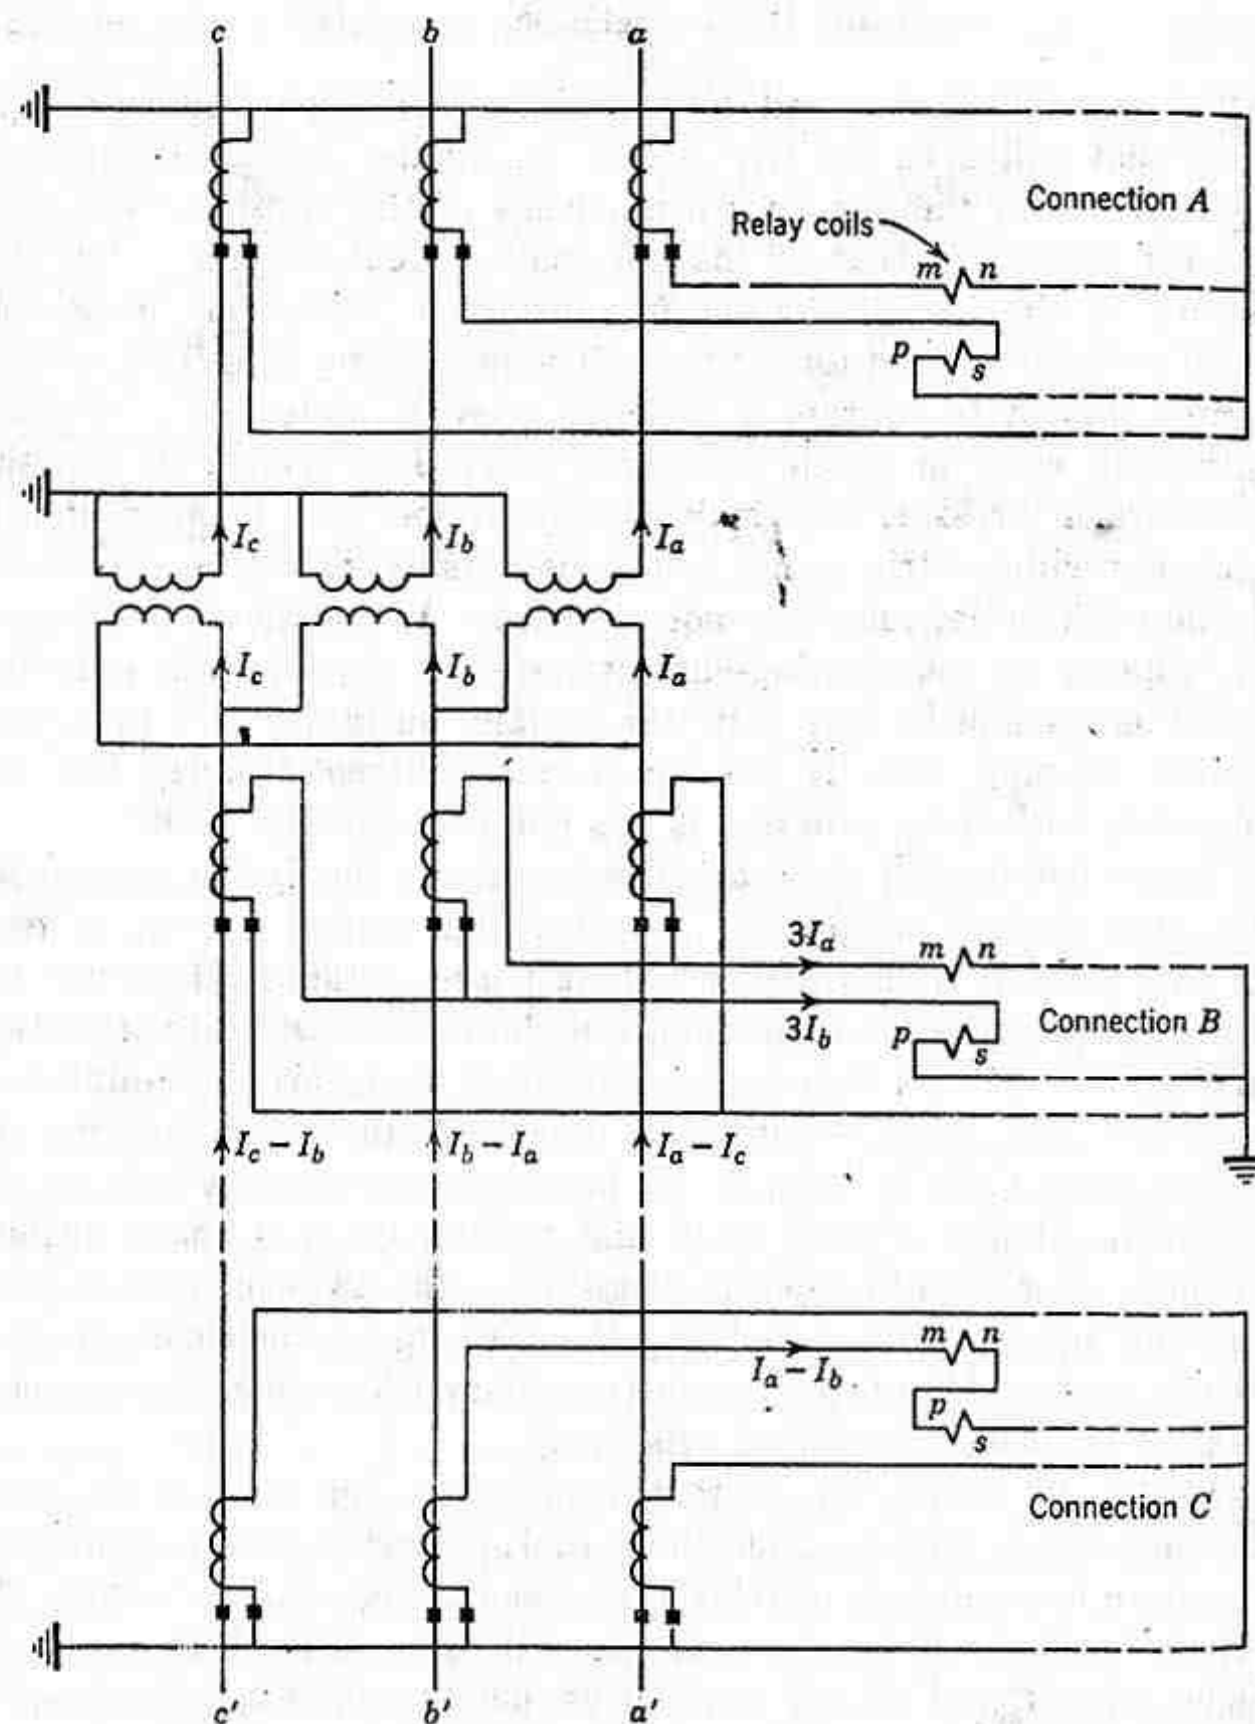 c b a
Connection A
Relay coils
m n
p s
I_c I_b I_a
I_c I_b I_a
3I_a
m n
3I_b
p s
Connection B
I_c − I_b I_b − I_a I_a − I_c
m n
I_a − I_b
p s
Connection C
c' b' a'